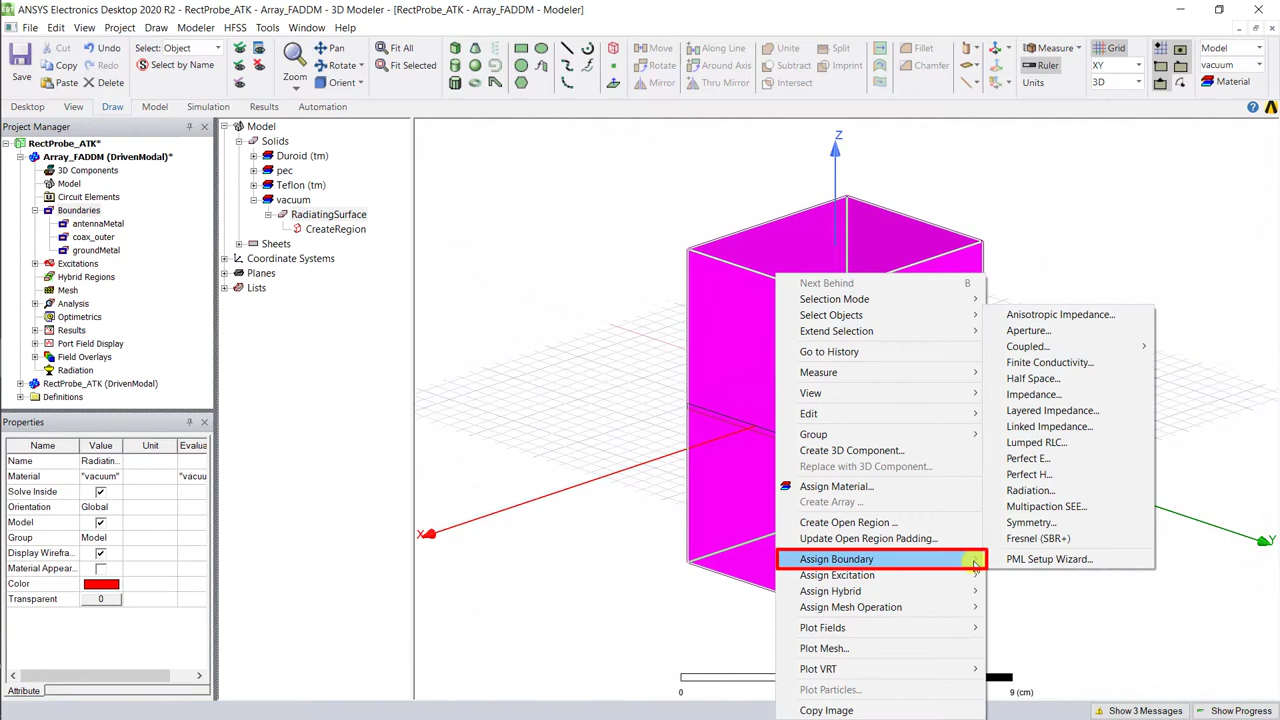 ANSYS Electronics Desktop 2020 R2 - RectProbe_ATK - Array_FADDM - 3D Modeler - [RectProbe_ATK - Array_FADDM - Modeler]
File Edit View Project Draw Modeler HFSS Tools Window Help
Save
Cut
Copy
Paste
Undo
Redo
Delete
Select: Object
Select by Name
Zoom
Pan
Rotate
Orient
Fit All
Fit Selected
Move
Rotate
Mirror
Along Line
Around Axis
Thru Mirror
Unite
Subtract
Intersect
Split
Imprint
Fillet
Chamfer
Measure
Ruler
Units
Grid
XY
3D
Model
vacuum
Material
Desktop View Draw Model Simulation Results Automation
Project Manager
RectProbe_ATK*
Array_FADDM (DrivenModal)*
3D Components
Model
Circuit Elements
Boundaries
antennaMetal
coax_outer
groundMetal
Excitations
Hybrid Regions
Mesh
Analysis
Optimetrics
Results
Port Field Display
Field Overlays
Radiation
RectProbe_ATK (DrivenModal)
Definitions
Properties
Name Value Unit Evalua
Name Radiatin...
Material "vacuum" "vacuu
Solve Inside
Orientation Global
Model
Group Model
Display Wirefra...
Material Appear...
Color
Transparent 0
Attribute
Model
Solids
Duroid (tm)
pec
Teflon (tm)
vacuum
RadiatingSurface
CreateRegion
Sheets
Coordinate Systems
Planes
Lists
Z
X
Y
0
9 (cm)
Next Behind B
Selection Mode
Select Objects
Extend Selection
Go to History
Measure
View
Edit
Group
Create 3D Component...
Replace with 3D Component...
Assign Material...
Create Array ...
Create Open Region ...
Update Open Region Padding...
Assign Boundary
Assign Excitation
Assign Hybrid
Assign Mesh Operation
Plot Fields
Plot Mesh...
Plot VRT
Plot Particles...
Copy Image
Anisotropic Impedance...
Aperture...
Coupled...
Finite Conductivity...
Half Space...
Impedance...
Layered Impedance...
Linked Impedance...
Lumped RLC...
Perfect E...
Perfect H...
Radiation...
Multipaction SEE...
Symmetry...
Fresnel (SBR+)
PML Setup Wizard...
Show 3 Messages
Show Progress